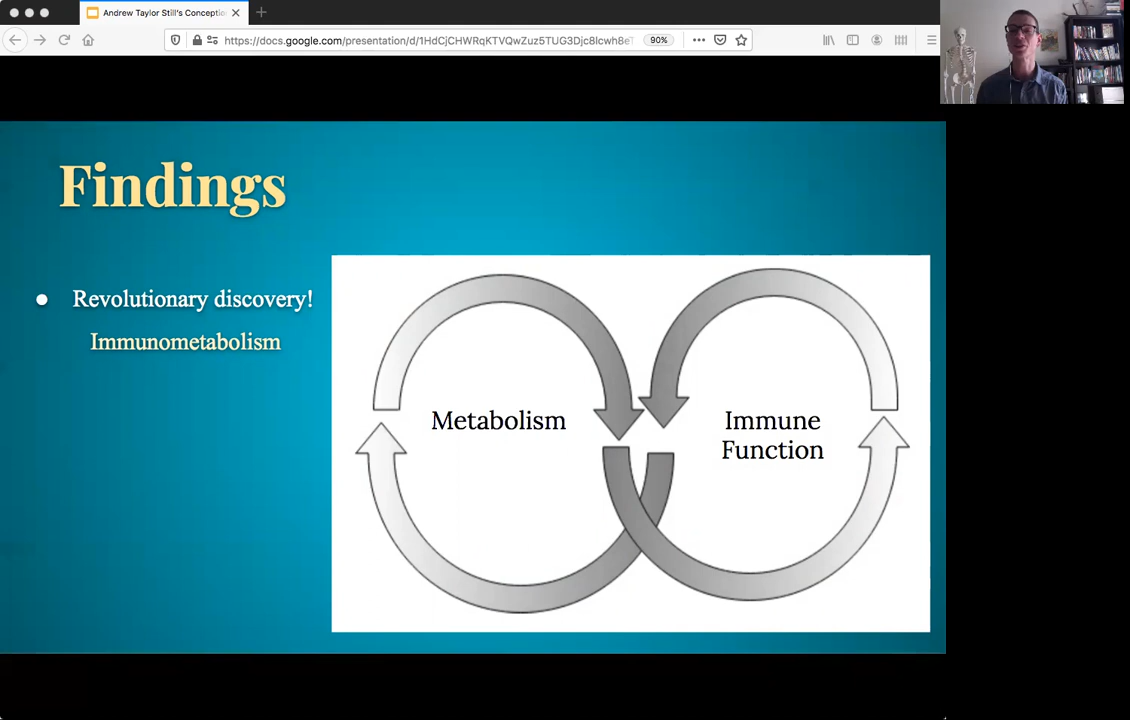 Andrew Taylor Still's Conceptio
https://docs.google.com/presentation/d/1HdCjCHWRqKTVQwZuz5TUG3Djc8lcwh8eT
90%
Findings
Revolutionary discovery!
Immunometabolism
Metabolism
Immune
Function